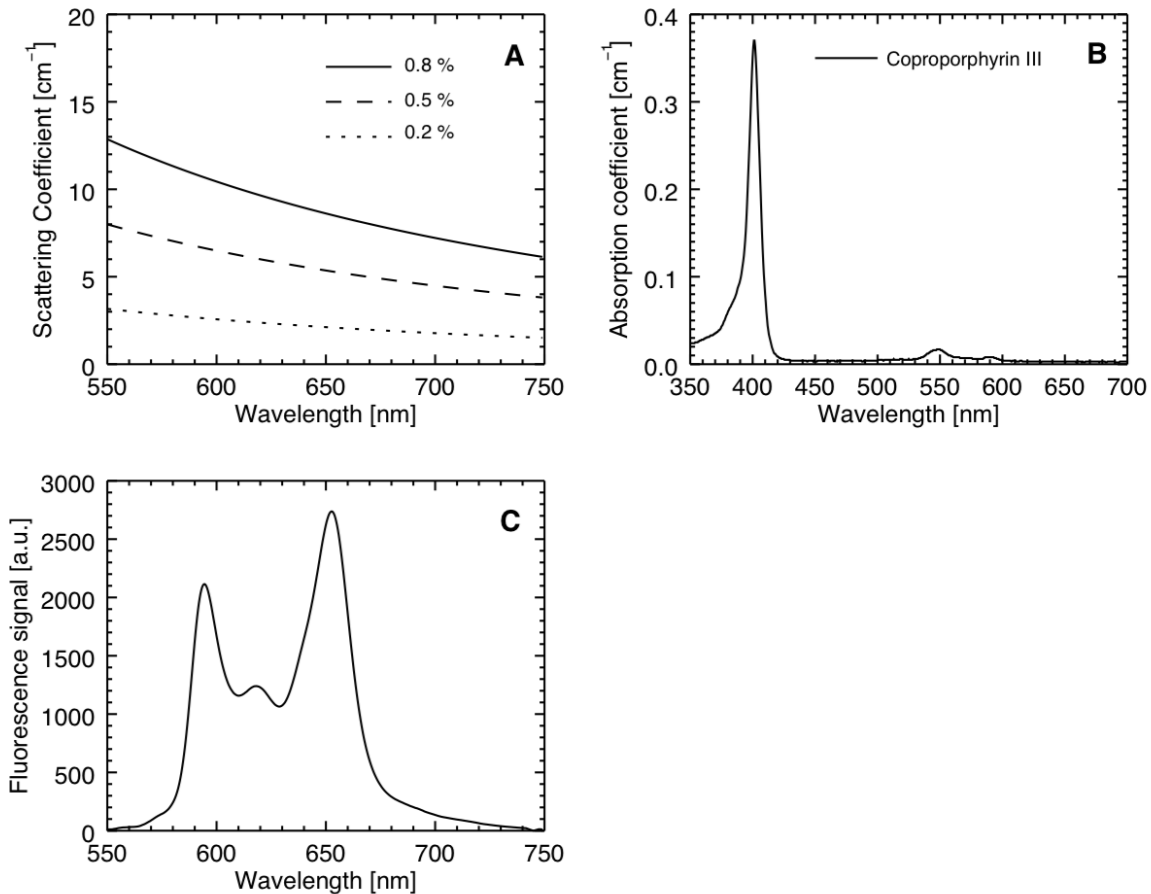 A
0.8 %
0.5 %
0.2 %
Scattering Coefficient [cm⁻¹]
20
15
10
5
0
550 600 650 700 750
Wavelength [nm]
B
Coproporphyrin III
Absorption coefficient [cm⁻¹]
0.4
0.3
0.2
0.1
0.0
350 400 450 500 550 600 650 700
Wavelength [nm]
C
Fluorescence signal [a.u.]
3000
2500
2000
1500
1000
500
0
550 600 650 700 750
Wavelength [nm]